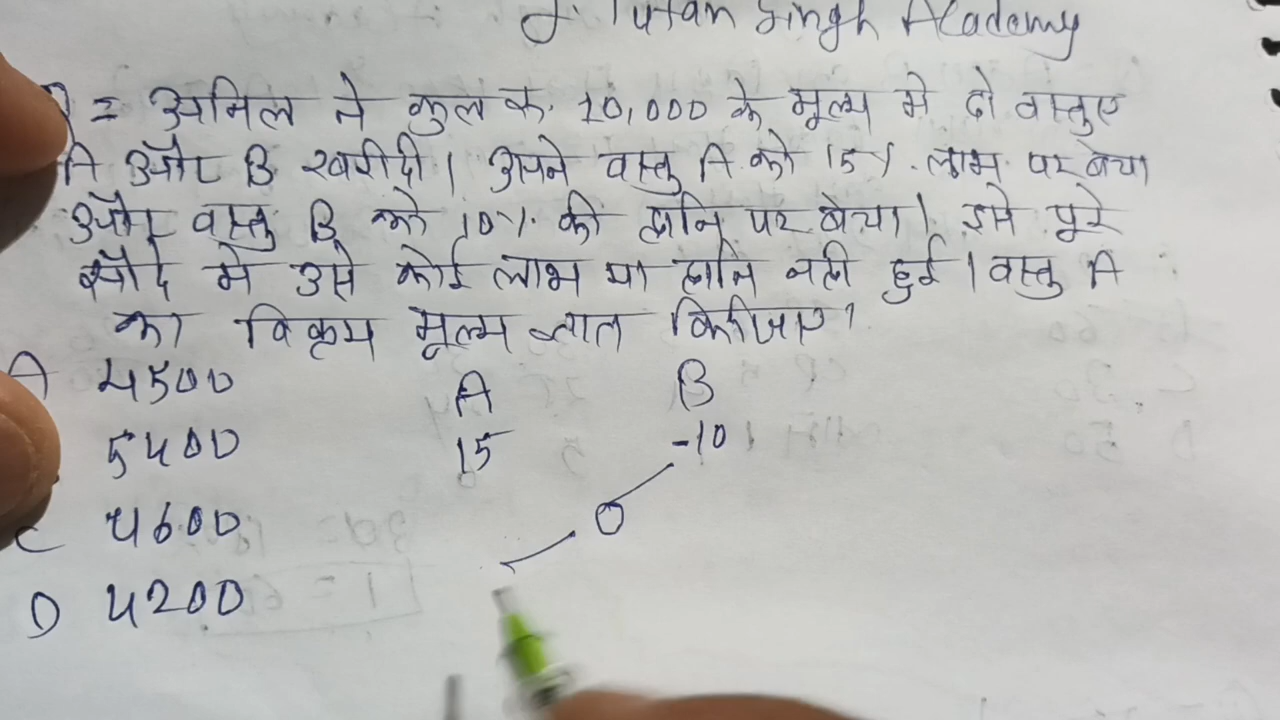 Tufan Singh Academy
= अनिल ने कुल रु. 10,000 के मूल्य मे दो वस्तुए
A और B खरीदी। उसने वस्तु A को 15% लाभ पर बेचा
और वस्तु B को 10% की हानि पर बेचा। इसे पूरे
सौदे मे उसे कोई लाभ या हानि नही हुई। वस्तु A
का विक्रय मूल्य ज्ञात किजिए।
A 4500
5400
C 4600
D 4200
A B
15 -10
0